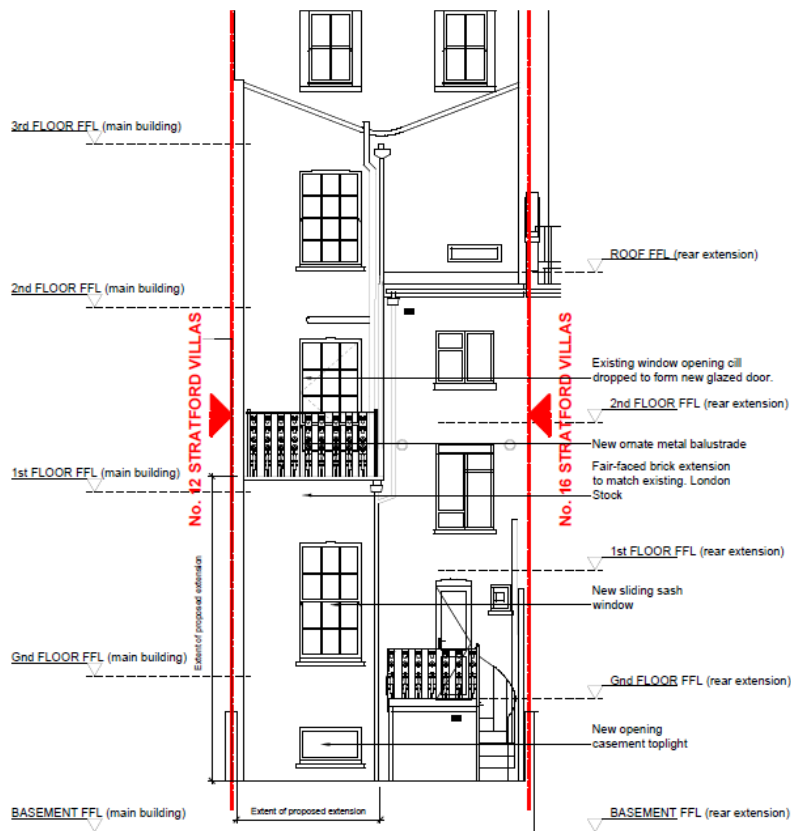 3rd FLOOR FFL (main building)
ROOF FFL (rear extension)
2nd FLOOR FFL (main building)
No. 12 STRATFORD VILLAS
No. 16 STRATFORD VILLAS
Existing window opening cill
dropped to form new glazed door.
2nd FLOOR FFL (rear extension)
New ornate metal balustrade
1st FLOOR FFL (main building)
Fair-faced brick extension
to match existing. London
Stock
Extent of proposed extension
1st FLOOR FFL (rear extension)
New sliding sash
window
Gnd FLOOR FFL (main building)
Gnd FLOOR FFL (rear extension)
New opening
casement toplight
Extent of proposed extension
BASEMENT FFL (main building)
BASEMENT FFL (rear extension)